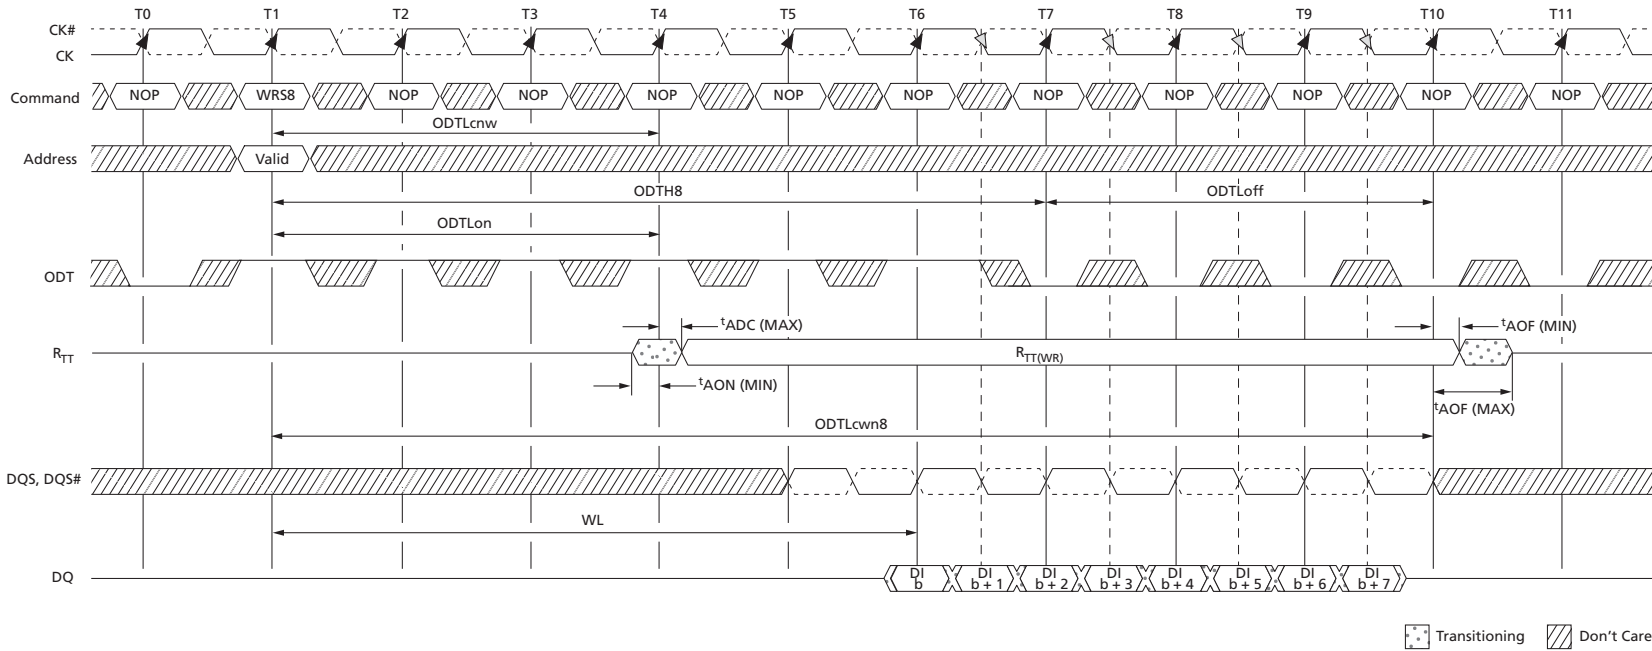 T0 T1 T2 T3 T4 T5 T6 T7 T8 T9 T10 T11
CK#
CK
Command NOP WRS8 NOP NOP NOP NOP NOP NOP NOP NOP NOP NOP
ODTLcnw
Address Valid
ODTH8 ODTLoff
ODTLon
ODT
tADC (MAX) tAOF (MIN)
RTT RTT(WR)
tAON (MIN)
tAOF (MAX)
ODTLcwn8
DQS, DQS#
WL
DQ DI b DI b + 1 DI b + 2 DI b + 3 DI b + 4 DI b + 5 DI b + 6 DI b + 7
Transitioning Don't Care